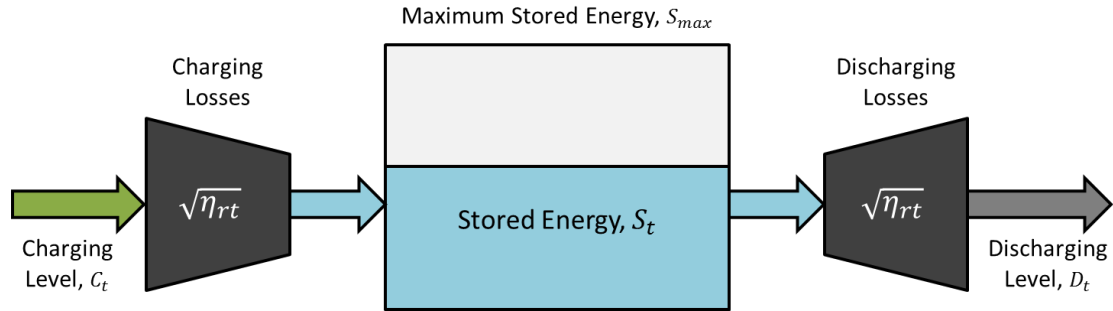 Maximum Stored Energy, S_max
Charging
Losses
Discharging
Losses
√η_rt
Stored Energy, S_t
√η_rt
Charging
Level, C_t
Discharging
Level, D_t